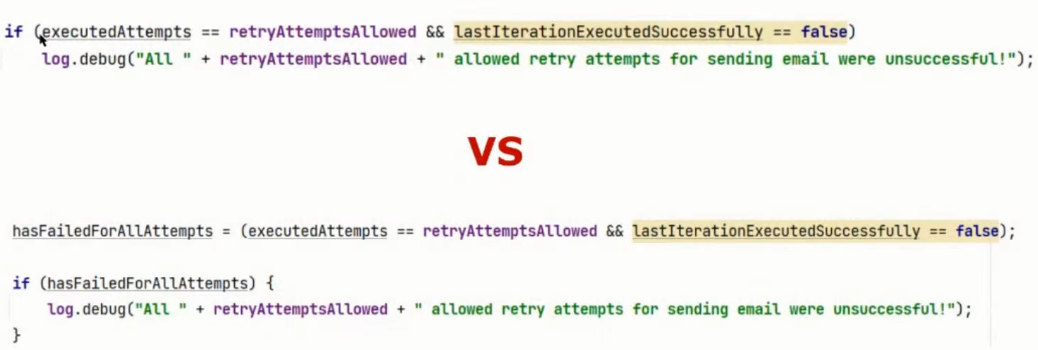 if (executedAttempts == retryAttemptsAllowed && lastIterationExecutedSuccessfully == false)
log.debug("All " + retryAttemptsAllowed + " allowed retry attempts for sending email were unsuccessful!");
VS
hasFailedForAllAttempts = (executedAttempts == retryAttemptsAllowed && lastIterationExecutedSuccessfully == false);
if (hasFailedForAllAttempts) {
log.debug("All " + retryAttemptsAllowed + " allowed retry attempts for sending email were unsuccessful!");
}